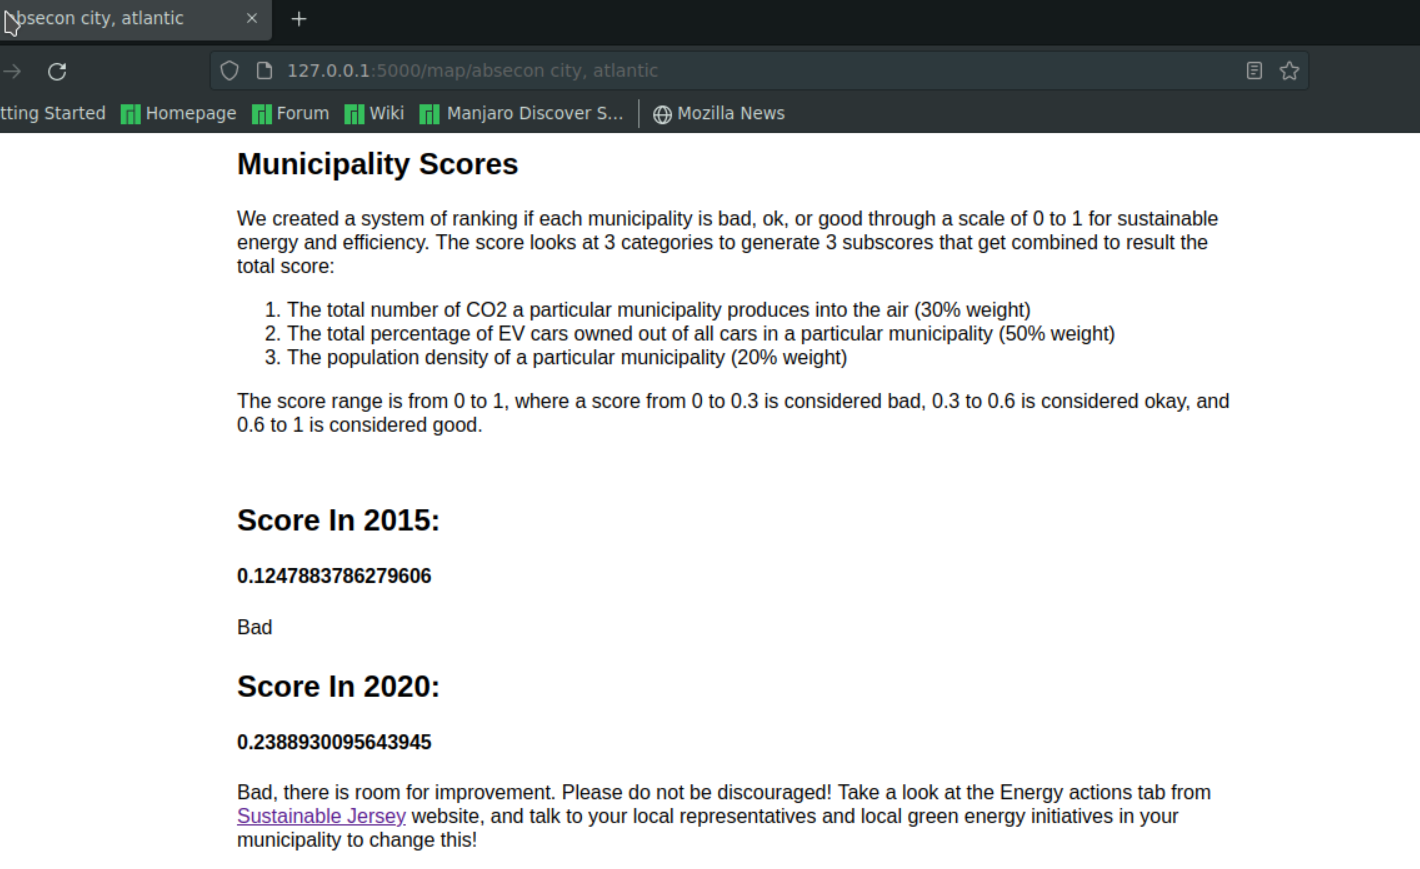 absecon city, atlantic
127.0.0.1:5000/map/absecon city, atlantic
tting Started Homepage Forum Wiki Manjaro Discover S... Mozilla News
Municipality Scores
We created a system of ranking if each municipality is bad, ok, or good through a scale of 0 to 1 for sustainable
energy and efficiency. The score looks at 3 categories to generate 3 subscores that get combined to result the
total score:
1. The total number of CO2 a particular municipality produces into the air (30% weight)
2. The total percentage of EV cars owned out of all cars in a particular municipality (50% weight)
3. The population density of a particular municipality (20% weight)
The score range is from 0 to 1, where a score from 0 to 0.3 is considered bad, 0.3 to 0.6 is considered okay, and
0.6 to 1 is considered good.
Score In 2015:
0.1247883786279606
Bad
Score In 2020:
0.2388930095643945
Bad, there is room for improvement. Please do not be discouraged! Take a look at the Energy actions tab from
Sustainable Jersey website, and talk to your local representatives and local green energy initiatives in your
municipality to change this!